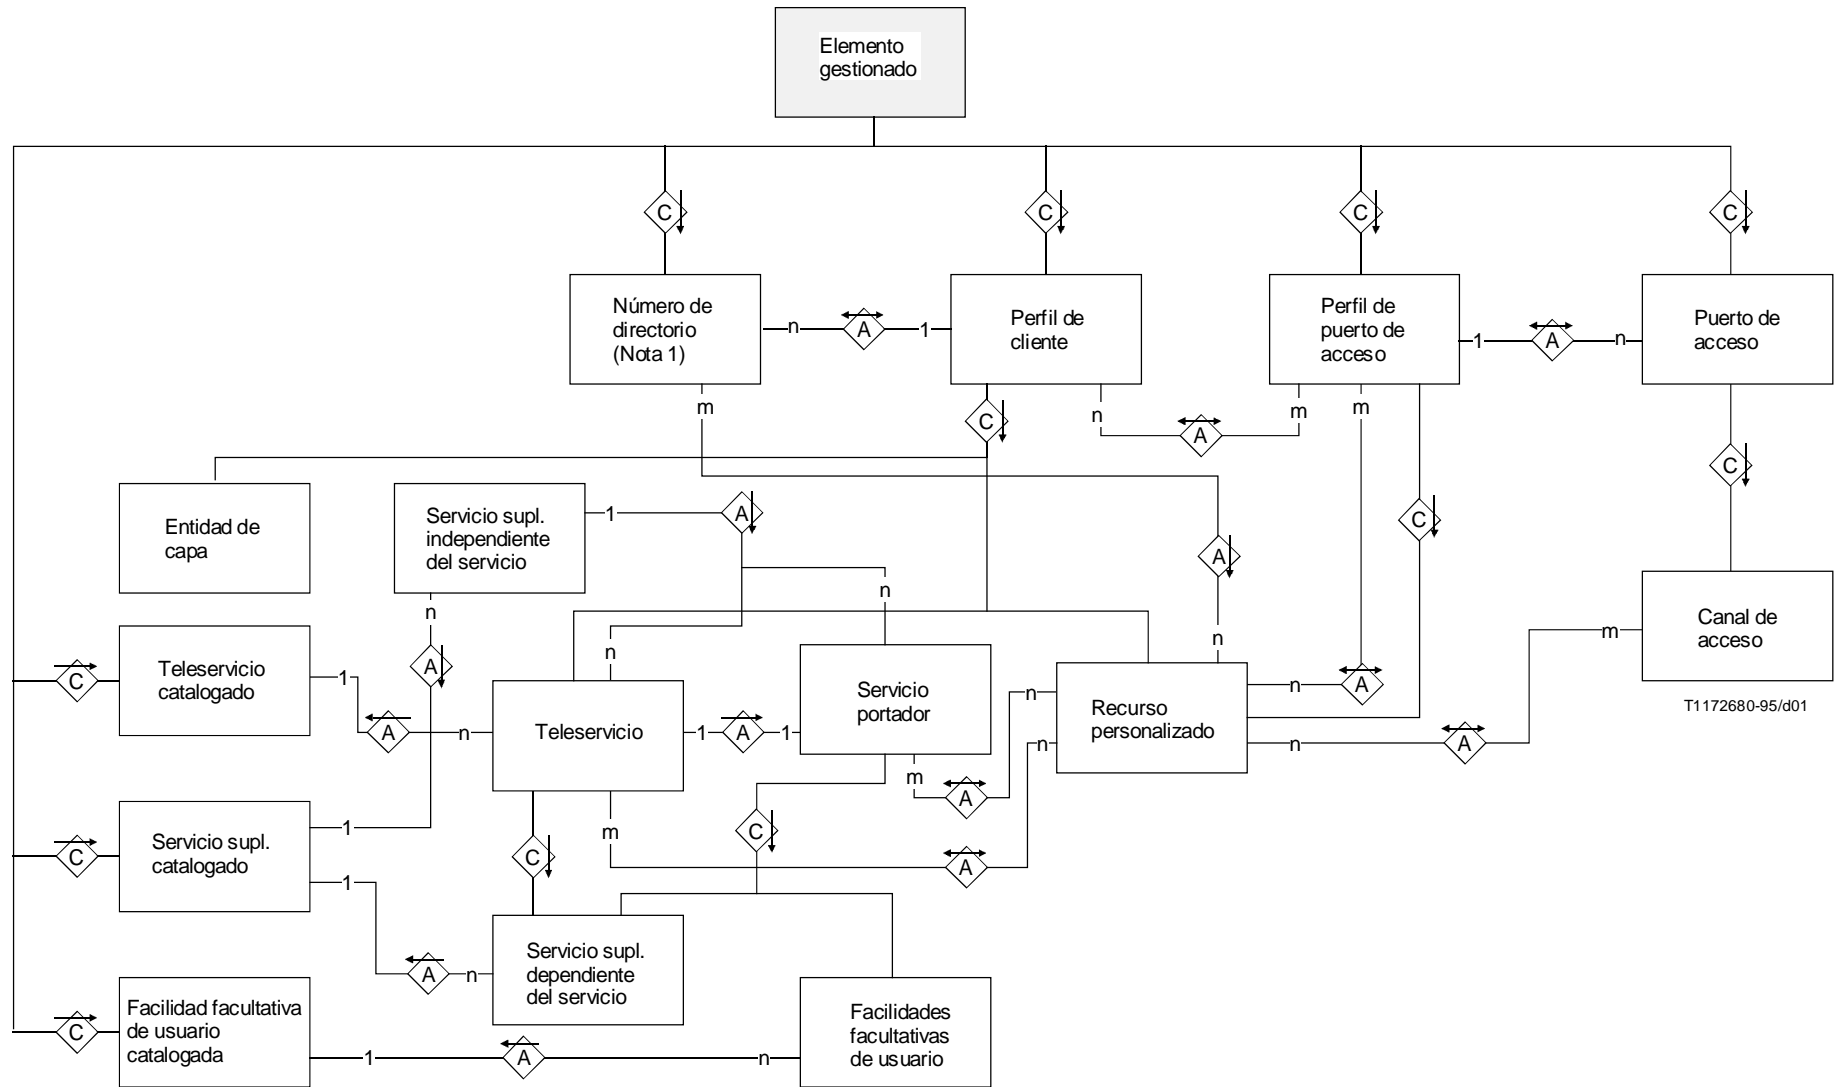 Elemento
gestionado
C
C
C
C
Número de
directorio
(Nota 1)
n
A
1
Perfil de
cliente
Perfil de
puerto de
acceso
1
A
n
Puerto de
acceso
m
C
n
A
m
m
C
C
Entidad de
capa
Servicio supl.
independiente
del servicio
1
A
A
n
n
A
n
n
Canal de
acceso
m
T1172680-95/d01
C
Teleservicio
catalogado
1
A
n
Teleservicio
1
A
1
Servicio
portador
n
n
Recurso
personalizado
n
A
n
A
m
A
m
A
C
C
C
Servicio supl.
catalogado
1
1
A
n
Servicio supl.
dependiente
del servicio
C
Facilidad facultativa
de usuario
catalogada
1
A
n
Facilidades
facultativas
de usuario